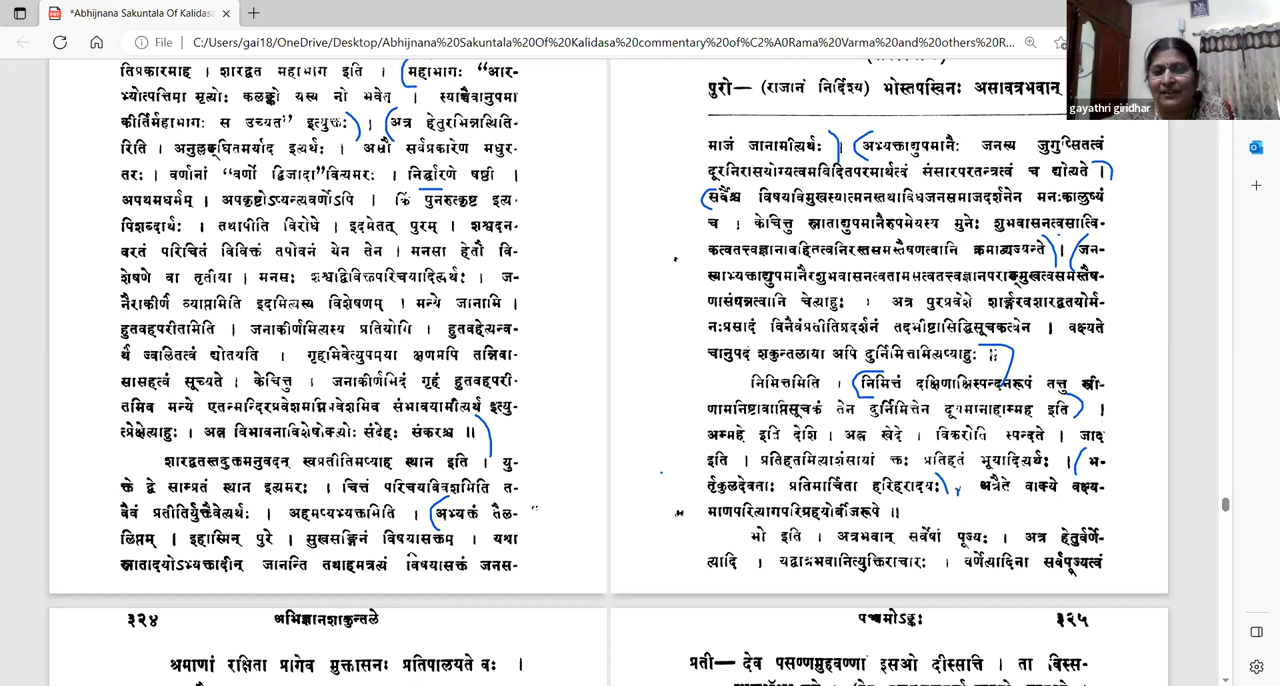 *Abhijnana Sakuntala Of Kalidasa
File
C:/Users/gai18/OneDrive/Desktop/Abhijnana%20Sakuntala%20Of%20Kalidasa%20commentary%20of%C2%A0Rama%20Varma%20and%20others%20R...
gayathri giridhar
तिप्रकारमाह । शारद्वत महाभाग इति । महाभागः “आर-
भ्योत्पत्तिमा मृत्योः कलङ्को यस्य नो भवेत् । स्याच्चैवानुपमा
कीर्तिर्महाभागः स उच्यत” इत्युक्तः । अत्र हेतुरभिन्नस्थिति-
रिति । अनुल्लङ्घितमर्याद इत्यर्थः । असौ सर्वप्रकारेण मधुर-
तरः । वर्णानां “वर्णो द्विजादा”वित्यमरः । निर्द्धारणे षष्ठी ।
अपथमधर्मम् । अपकृष्टोऽप्यन्त्यवर्णोऽपि । किं पुनरुत्कृष्ट इत्य-
पिशब्दार्थः । तथापीति विरोधे । इदमेतत् पुरम् । शश्वदन-
वरतं परिचितं विविक्तं तपोवनं येन तेन । मनसा हेतौ वि-
शेषणे वा तृतीया । मनसः शश्वद्विविक्तपरिचयादित्यर्थः । ज-
नैराकीर्णं व्याप्तमिति इदमित्यस्य विशेषणम् । मन्ये जानामि ।
हुतवहपरीतमिति । जनाकीर्णमित्यस्य प्रतियोगि । हुतवहेत्यन्व-
र्थं ज्वालितत्वं द्योतयति । गृहमिवेत्युपमया क्षणमपि तन्निवा-
सासहत्वं सूच्यते । केचित्तु । जनाकीर्णमिदं गृहं हुतवहपरी-
तमिव मन्ये एतन्मन्दिरप्रवेशमग्निप्रवेशमिव संभावयामीत्यर्थ इत्यु-
त्प्रेक्षेत्याहुः । अत्र विभावनाविशेषोक्त्योः संदेहः संकरश्च ॥
शारद्वतस्तदुक्तमनुवदन् स्वप्रतीतिमप्याह स्थान इति । यु-
क्ते द्वे साम्प्रतं स्थान इत्यमरः । चित्तं परिचयविवशमिति त-
वैवं प्रतीतिर्युक्तैवेत्यर्थः । अहमप्यभ्यक्तमिति । अभ्यक्तं तैल-
लिप्तम् । इहास्मिन् पुरे । सुखसङ्गिनं विषयासक्तम् । यथा
स्नातादयोऽभ्यक्तादीन् जानन्ति तथाहमत्रत्यं विषयासक्तं जनस-
पुरो— (राजानं निर्दिश्य) भोस्तपस्विनः असावत्रभवान्
माजं जानामीत्यर्थः । अभ्यक्ताद्युपमानैः जनस्य जुगुप्सितत्वं
दूरनिरासयोग्यत्वमविदितपरमार्थत्वं संसारपरतन्त्रत्वं च द्योत्यते ।
सर्वैश्च विषयविमुखस्यात्मनस्तथाविधजनसमाजदर्शनेन मनःकालुष्यं
च । केचित्तु स्नाताद्युपमानैरुपमेयस्य मुनेः शुभवासनत्वसात्वि-
कत्वतत्त्वज्ञानावहितत्वनिरस्तसमस्तैषणत्वानि क्रमाद्व्यज्यन्ते । जन-
स्याभ्यक्ताद्युपमानैरशुभवासनत्वतामसत्वतत्त्वज्ञानपराङ्मुखत्वसमस्तैष-
णासंपन्नत्वानि चेत्याहुः । अत्र पुरप्रवेशे शार्ङ्गरवशारद्वतयोर्म-
नःप्रसादं विनैवंप्रतीतिप्रदर्शनं तदभीष्टासिद्धिसूचकत्वेन । वक्ष्यते
चानुपदं शकुन्तलाया अपि दुर्निमित्तमित्यप्याहुः ॥
निमित्तमिति । निमित्तं दक्षिणाक्षिस्पन्दनरूपं तत्तु स्त्री-
णामनिष्टावाप्तिसूचकं तेन दुर्निमित्तेन दूयमानाहाम्मह इति ।
अम्महे इति देशि । अत्र खेदे । विकरोति स्पन्दते । जाद
इति । प्रतिहतमित्याशंसायां क्तः प्रतिहतं भूयादित्यर्थः । भ-
र्तृकुलदेवताः प्रतिमार्चिता हरिहरादयः । अत्रैते वाक्ये वक्ष्य-
माणपरित्यागपरिग्रहयोर्बीजरूपे ॥
भो इति । अत्रभवान् सर्वेषां पूज्यः । अत्र हेतुर्वर्णे-
त्यादि । यद्वात्रभवानित्युक्तिराचारः । वर्णेत्यादिना सर्वपूज्यत्वं
३२४ अभिज्ञानशाकुन्तले
श्रमाणां रक्षिता प्रागेव मुक्तासनः प्रतिपालयते वः ।
पञ्चमोऽङ्कः ३२५
प्रती— देव पसण्णमुहवण्णा इसओ दीस्सात्ति । ता विस्स-